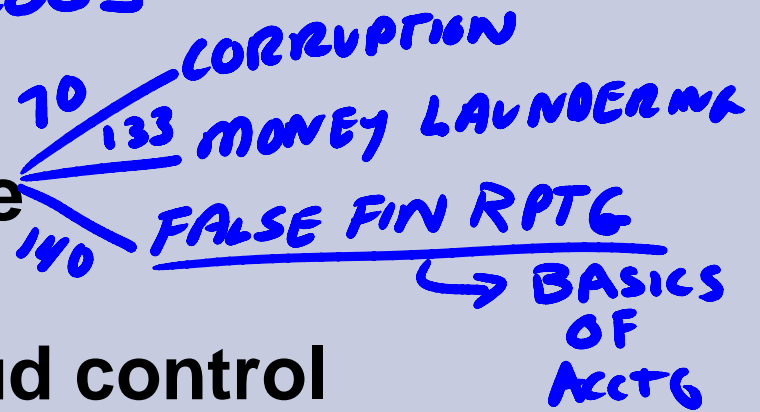 70 CORRUPTION
133 MONEY LAUNDERING
e
140 FALSE FIN RPTG
BASICS
OF
ACCTG
ud control